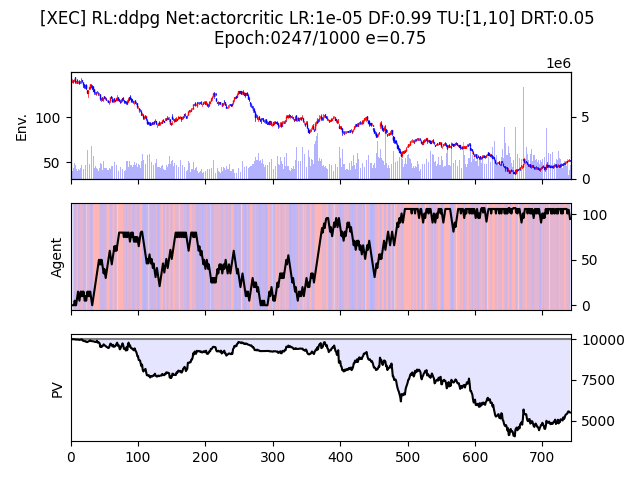 [XEC] RL:ddpg Net:actorcritic LR:1e-05 DF:0.99 TU:[1,10] DRT:0.05
Epoch:0247/1000 e=0.75
1e6
Env.
100
50
5
0
Agent
100
50
0
PV
10000
7500
5000
0 100 200 300 400 500 600 700